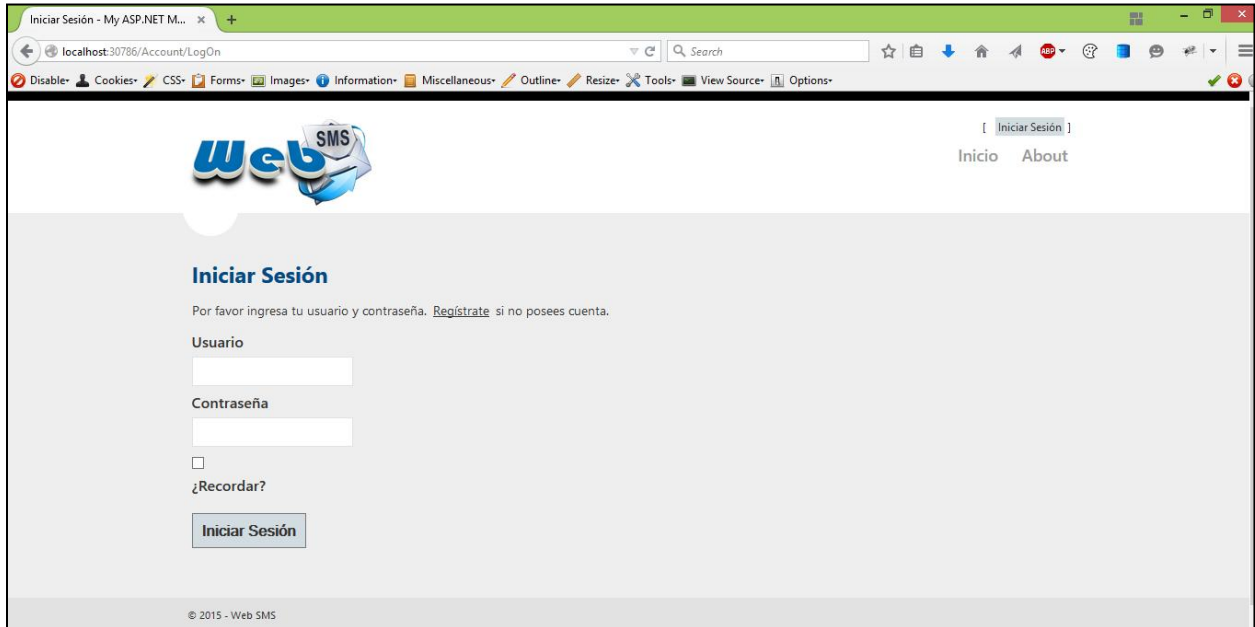 Iniciar Sesión - My ASP.NET M...
localhost:30786/Account/LogOn
Search
ABP
Disable Cookies CSS Forms Images Information Miscellaneous Outline Resize Tools View Source Options
Web SMS
[ Iniciar Sesión ]
Inicio About
Iniciar Sesión
Por favor ingresa tu usuario y contraseña. Regístrate si no posees cuenta.
Usuario
Contraseña
¿Recordar?
Iniciar Sesión
© 2015 - Web SMS